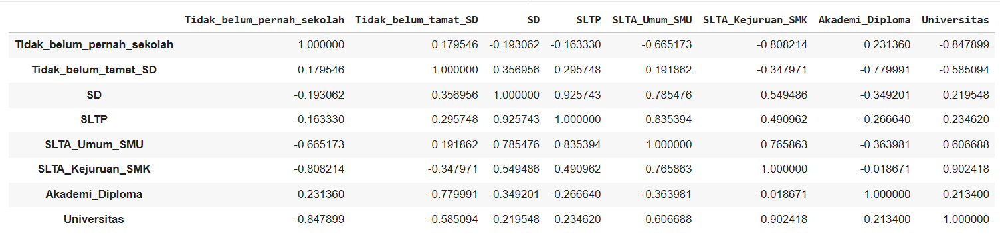 Tidak_belum_pernah_sekolah Tidak_belum_tamat_SD SD SLTP SLTA_Umum_SMU SLTA_Kejuruan_SMK Akademi_Diploma Universitas
Tidak_belum_pernah_sekolah 1.000000 0.179546 -0.193062 -0.163330 -0.665173 -0.808214 0.231360 -0.847899
Tidak_belum_tamat_SD 0.179546 1.000000 0.356956 0.295748 0.191862 -0.347971 -0.779991 -0.585094
SD -0.193062 0.356956 1.000000 0.925743 0.785476 0.549486 -0.349201 0.219548
SLTP -0.163330 0.295748 0.925743 1.000000 0.835394 0.490962 -0.266640 0.234620
SLTA_Umum_SMU -0.665173 0.191862 0.785476 0.835394 1.000000 0.765863 -0.363981 0.606688
SLTA_Kejuruan_SMK -0.808214 -0.347971 0.549486 0.490962 0.765863 1.000000 -0.018671 0.902418
Akademi_Diploma 0.231360 -0.779991 -0.349201 -0.266640 -0.363981 -0.018671 1.000000 0.213400
Universitas -0.847899 -0.585094 0.219548 0.234620 0.606688 0.902418 0.213400 1.000000